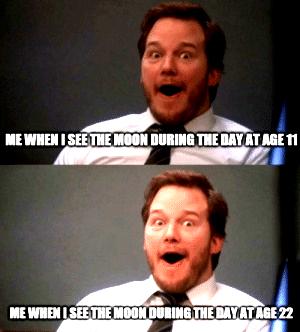 ME WHEN I SEE THE MOON DURING THE DAY AT AGE 11
ME WHEN I SEE THE MOON DURING THE DAY AT AGE 22